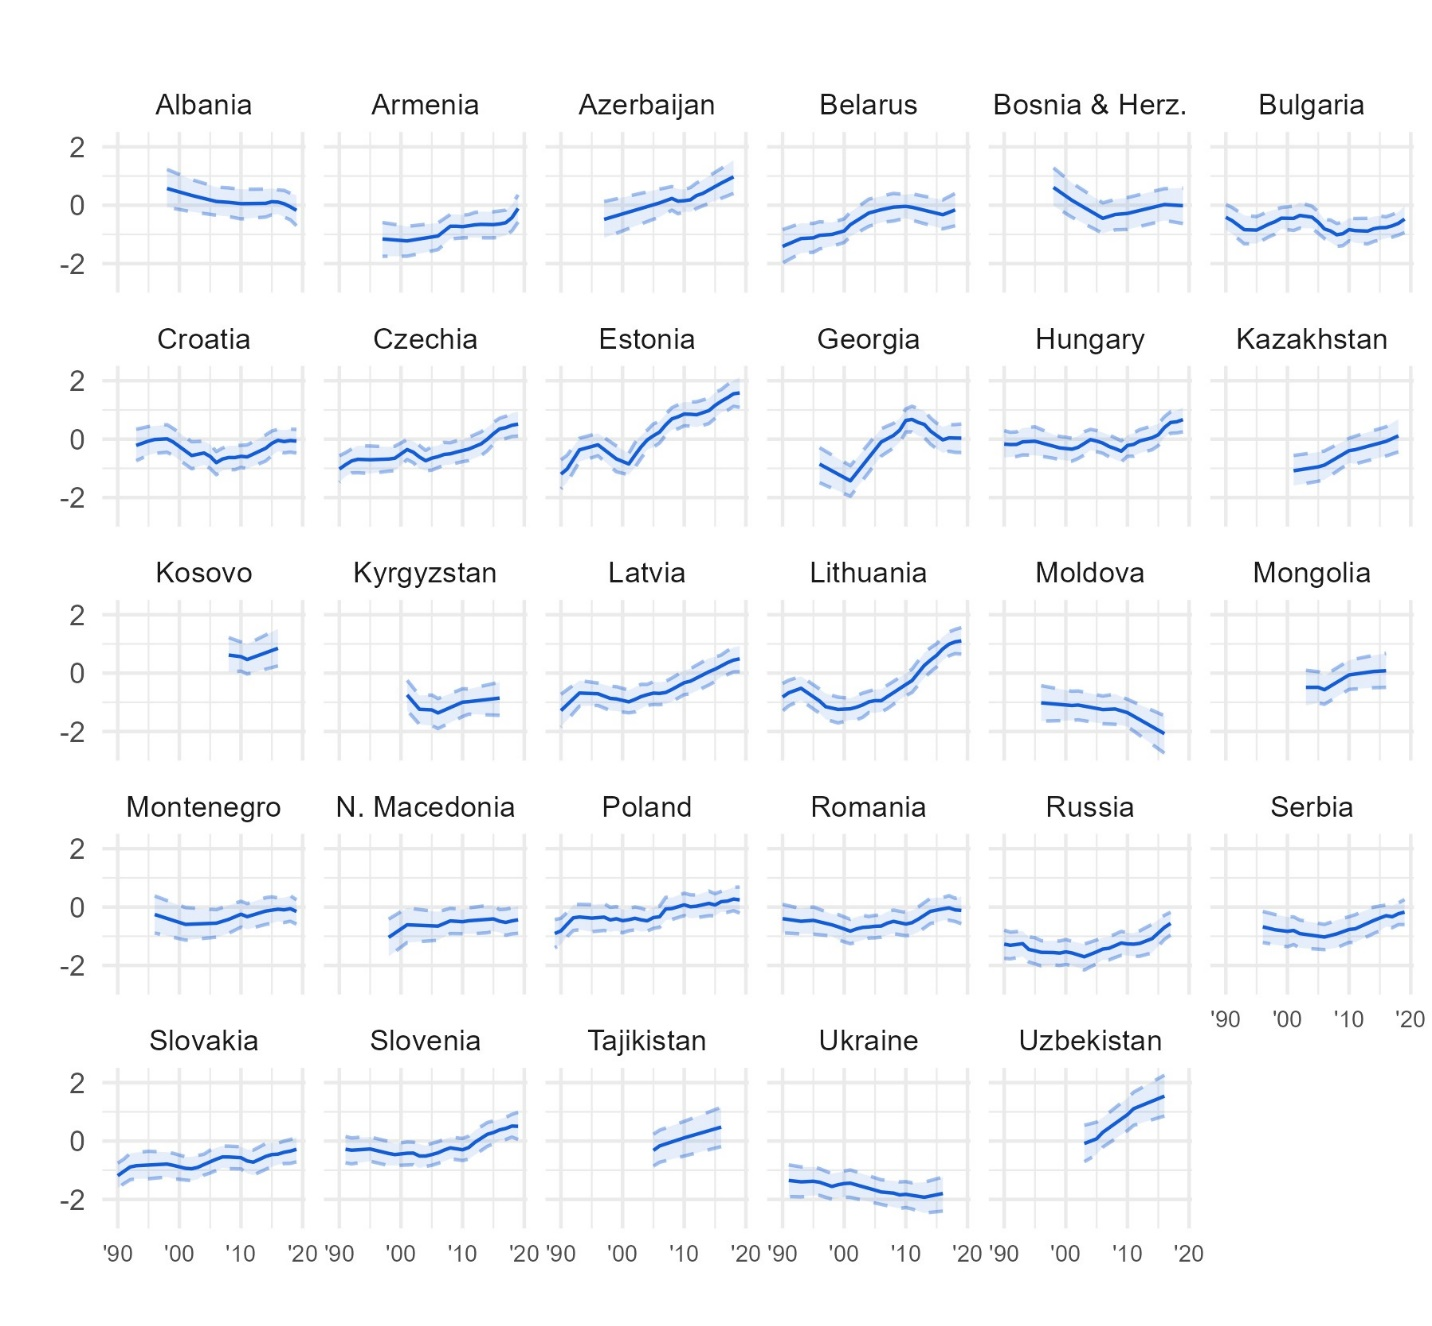 Albania Armenia Azerbaijan Belarus Bosnia & Herz. Bulgaria
2
0
-2
Croatia Czechia Estonia Georgia Hungary Kazakhstan
2
0
-2
Kosovo Kyrgyzstan Latvia Lithuania Moldova Mongolia
2
0
-2
Montenegro N. Macedonia Poland Romania Russia Serbia
2
0
-2
'90 '00 '10 '20
Slovakia Slovenia Tajikistan Ukraine Uzbekistan
2
0
-2
'90 '00 '10 '20 '90 '00 '10 '20 '90 '00 '10 '20 '90 '00 '10 '20 '90 '00 '10 '20